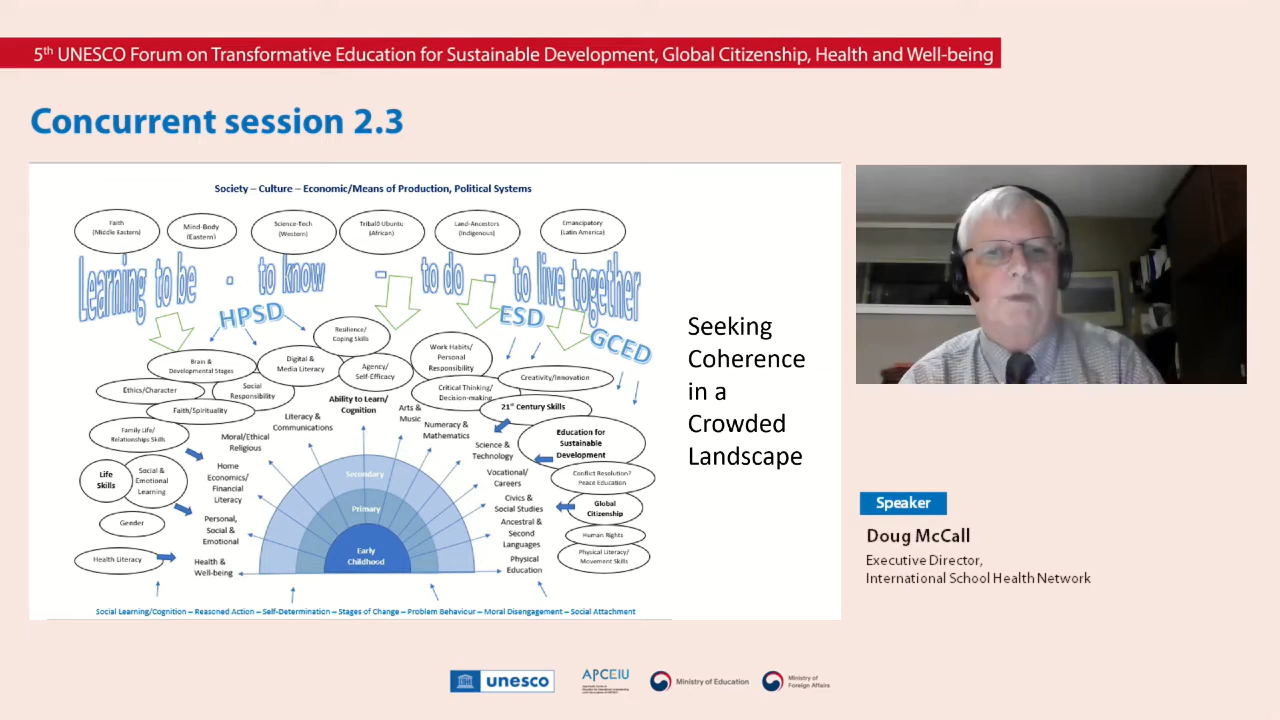 5th UNESCO Forum on Transformative Education for Sustainable Development, Global Citizenship, Health and Well-being
Concurrent session 2.3
Society – Culture – Economic/Means of Production, Political Systems
Faith
(Middle Eastern)
Mind-Body
(Eastern)
Science-Tech
(Western)
Tribal0 Ubuntu
(African)
Land-Ancestors
(Indigenous)
Emancipatory
(Latin America)
Learning to be - to know - to do - to live together
HPSD
ESD
GCED
Resilience/
Coping Skills
Brain &
Developmental Stages
Digital &
Media Literacy
Agency/
Self-Efficacy
Work Habits/
Personal
Responsibility
Creativity/Innovation
Ethics/Character
Social
Responsibility
Critical Thinking/
Decision-making
Faith/Spirituality
21st Century Skills
Family Life/
Relationships Skills
Education for
Sustainable
Development
Life
Skills
Social &
Emotional
Learning
Conflict Resolution?
Peace Education
Gender
Global
Citizenship
Human Rights
Health Literacy
Physical Literacy/
Movement Skills
Ability to Learn/
Cognition
Literacy &
Communications
Arts &
Music
Numeracy &
Mathematics
Moral/Ethical
Religious
Science &
Technology
Home
Economics/
Financial
Literacy
Vocational/
Careers
Personal,
Social &
Emotional
Civics &
Social Studies
Ancestral &
Second
Languages
Health &
Well-being
Physical
Education
Secondary
Primary
Early
Childhood
Social Learning/Cognition – Reasoned Action – Self-Determination – Stages of Change – Problem Behaviour – Moral Disengagement – Social Attachment
Seeking
Coherence
in a
Crowded
Landscape
Speaker
Doug McCall
Executive Director,
International School Health Network
unesco
APCEIU
Ministry of Education
Ministry of
Foreign Affairs